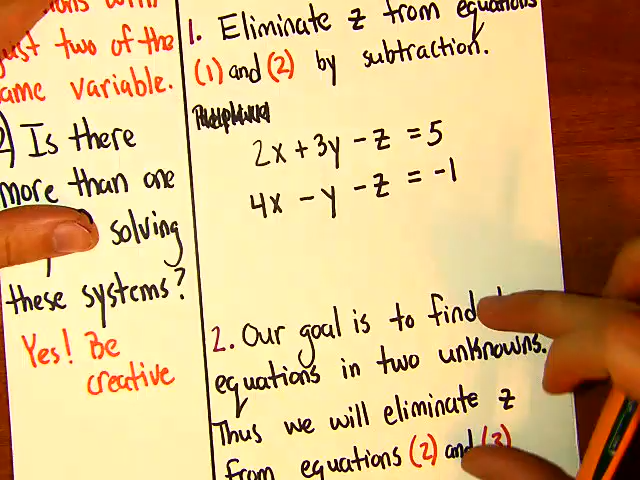 just two of the
same variable.
2) Is there
more than one
solving
these systems?
Yes! Be
creative
1. Eliminate z from equations
(1) and (2) by subtraction.
2x + 3y - z = 5
4x - y - z = -1
2. Our goal is to find
equations in two unknowns.
Thus we will eliminate z
from equations (2) and (3)